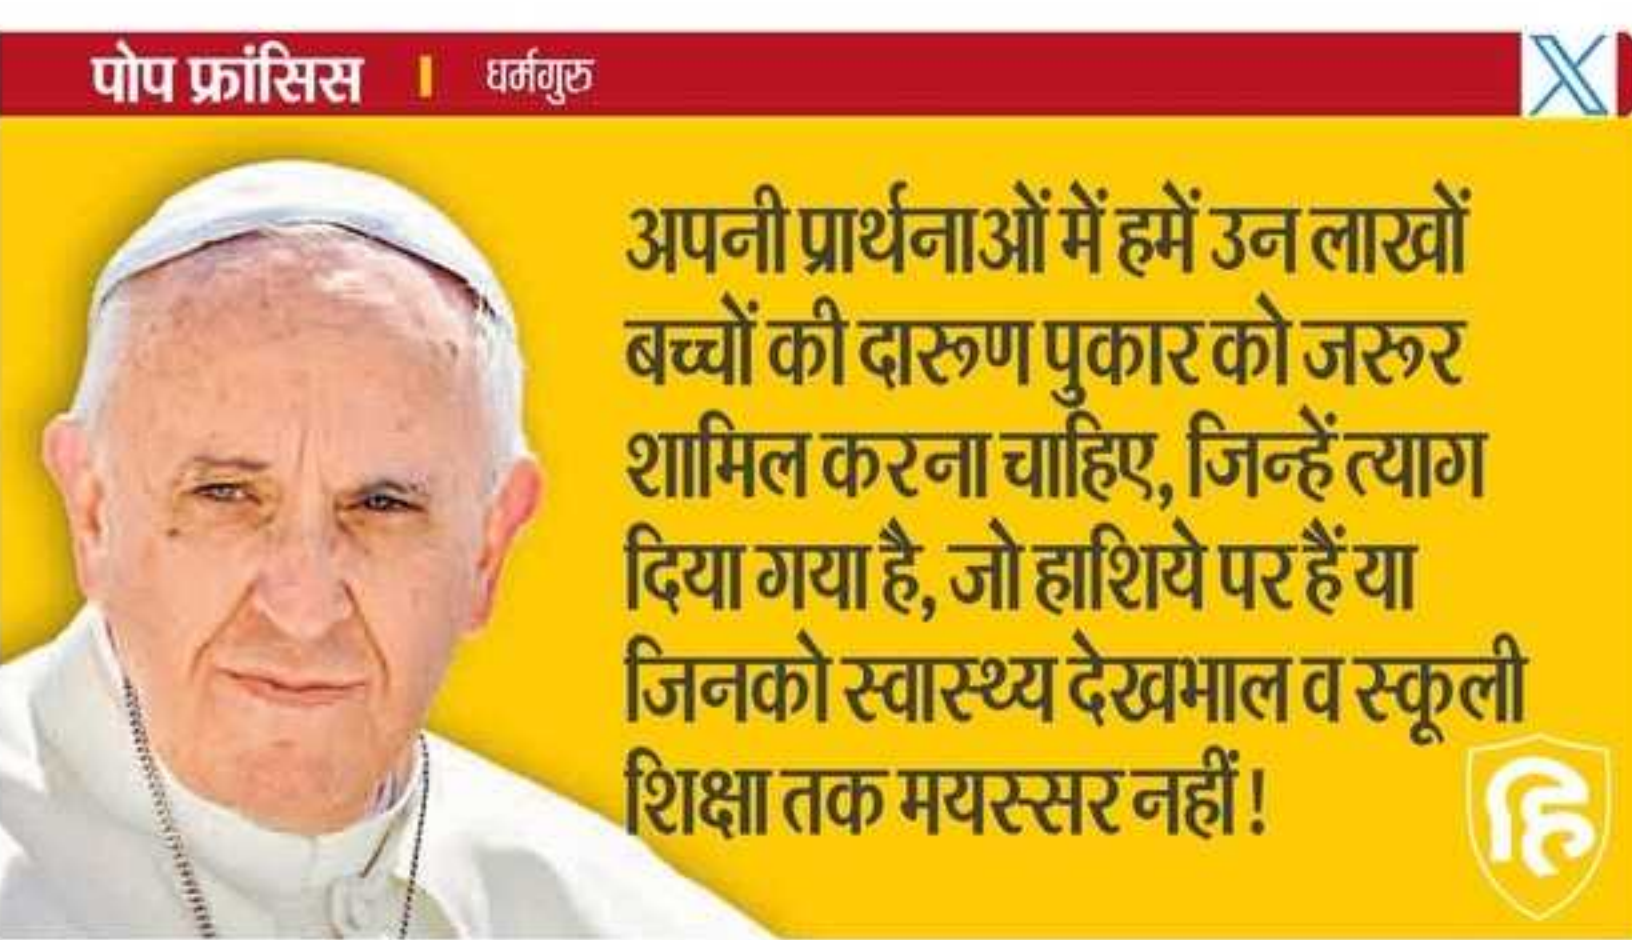 पोप फ्रांसिस | धर्मगुरु X
अपनी प्रार्थनाओं में हमें उन लाखों
बच्चों की दारूण पुकार को जरूर
शामिल करना चाहिए, जिन्हें त्याग
दिया गया है, जो हाशिये पर हैं या
जिनको स्वास्थ्य देखभाल व स्कूली
शिक्षा तक मयस्सर नहीं!
हि